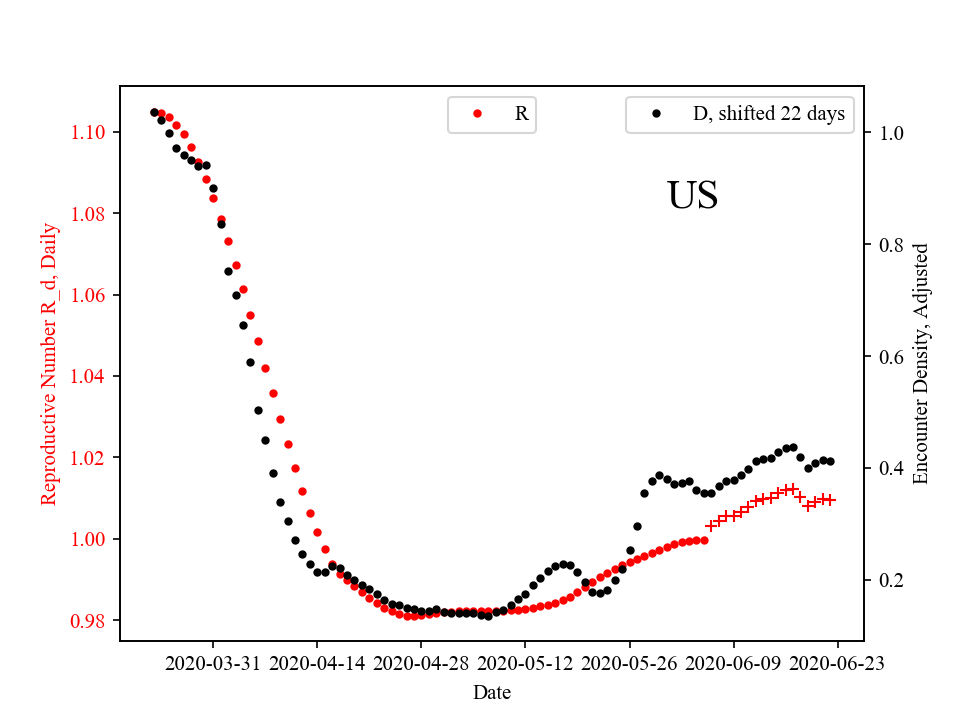 R
D, shifted 22 days
US
Reproductive Number R_d, Daily
1.10
1.08
1.06
1.04
1.02
1.00
0.98
1.0
0.8
0.6
0.4
0.2
Encounter Density, Adjusted
2020-03-31 2020-04-14 2020-04-28 2020-05-12 2020-05-26 2020-06-09 2020-06-23
Date